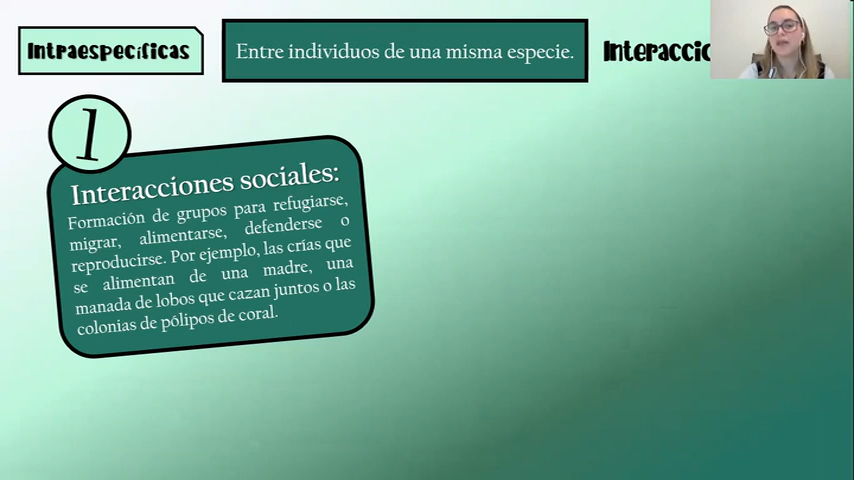 Intraespecíficas
Entre individuos de una misma especie.
1
Interacciones sociales:
Formación de grupos para refugiarse,
migrar, alimentarse, defenderse o
reproducirse. Por ejemplo, las crías que
se alimentan de una madre, una
manada de lobos que cazan juntos o las
colonias de pólipos de coral.